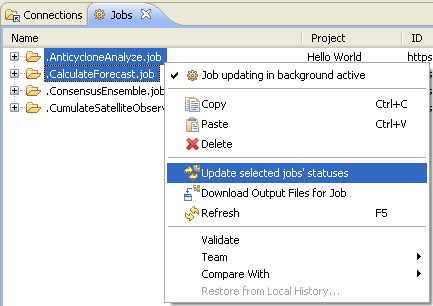 Connections Jobs
Name Project ID
.AnticycloneAnalyze.job Hello World https
.CalculateForecast.job
.ConsensusEnsemble.job
.CumulateSatelliteObserv
Job updating in background active
Copy Ctrl+C
Paste Ctrl+V
Delete
Update selected jobs' statuses
Download Output Files for Job
Refresh F5
Validate
Team
Compare With
Restore from Local History...